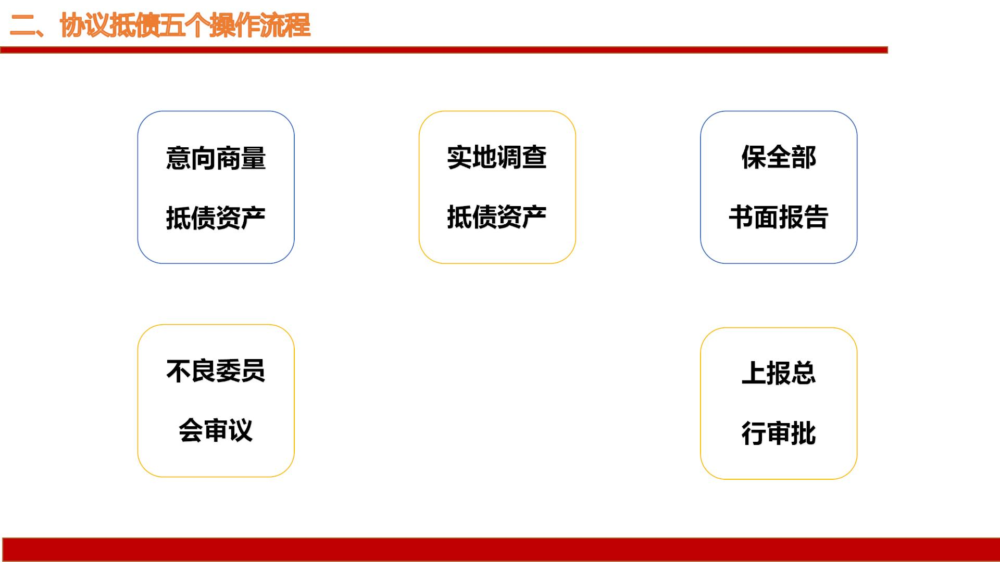 二、协议抵债五个操作流程
意向商量
抵债资产
实地调查
抵债资产
保全部
书面报告
不良委员
会审议
上报总
行审批